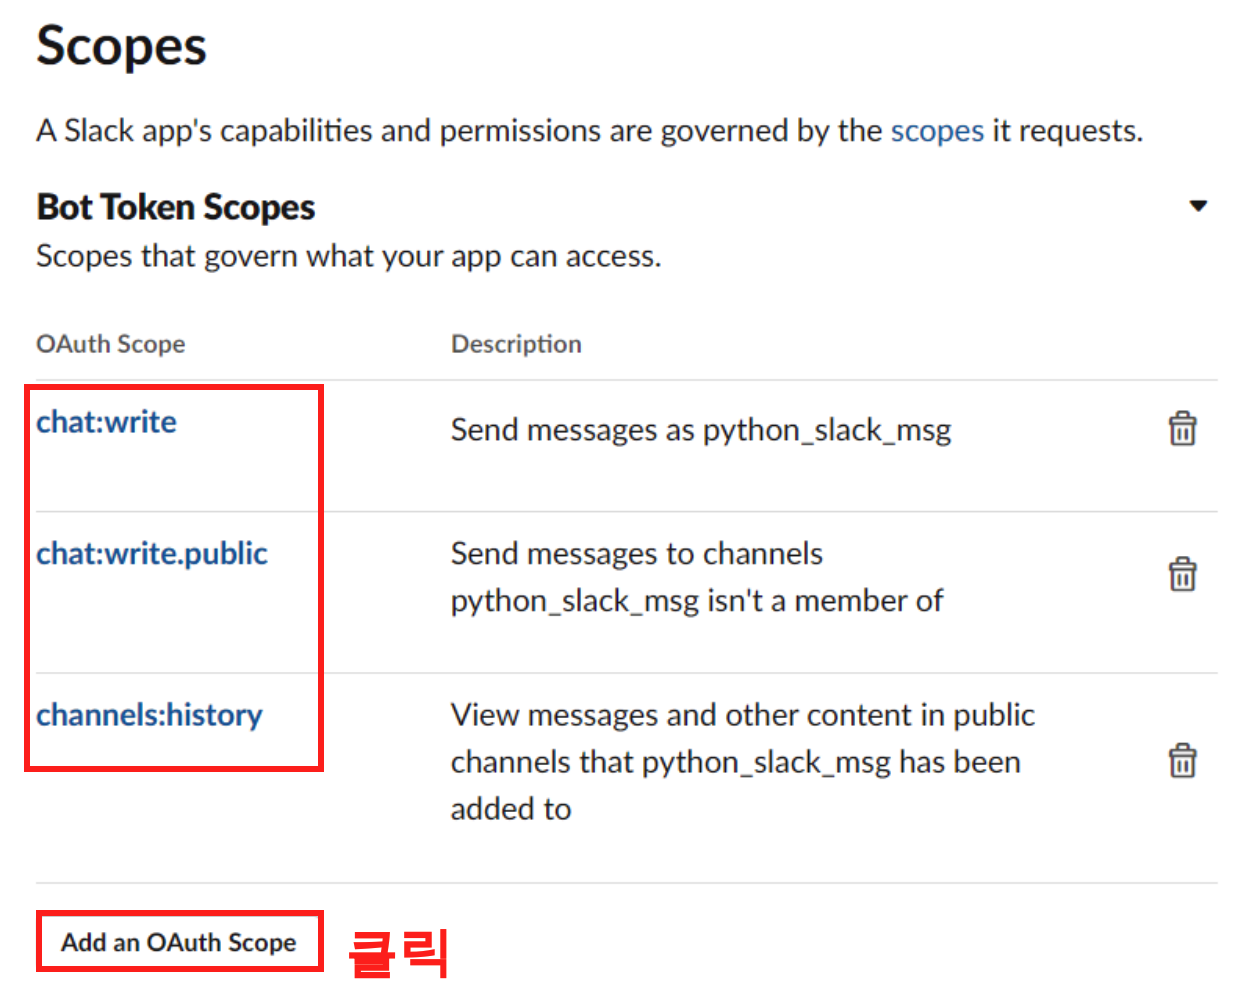 Scopes
A Slack app's capabilities and permissions are governed by the scopes it requests.
Bot Token Scopes
Scopes that govern what your app can access.
OAuth Scope Description
chat:write Send messages as python_slack_msg
chat:write.public Send messages to channels
python_slack_msg isn't a member of
channels:history View messages and other content in public
channels that python_slack_msg has been
added to
Add an OAuth Scope 클릭